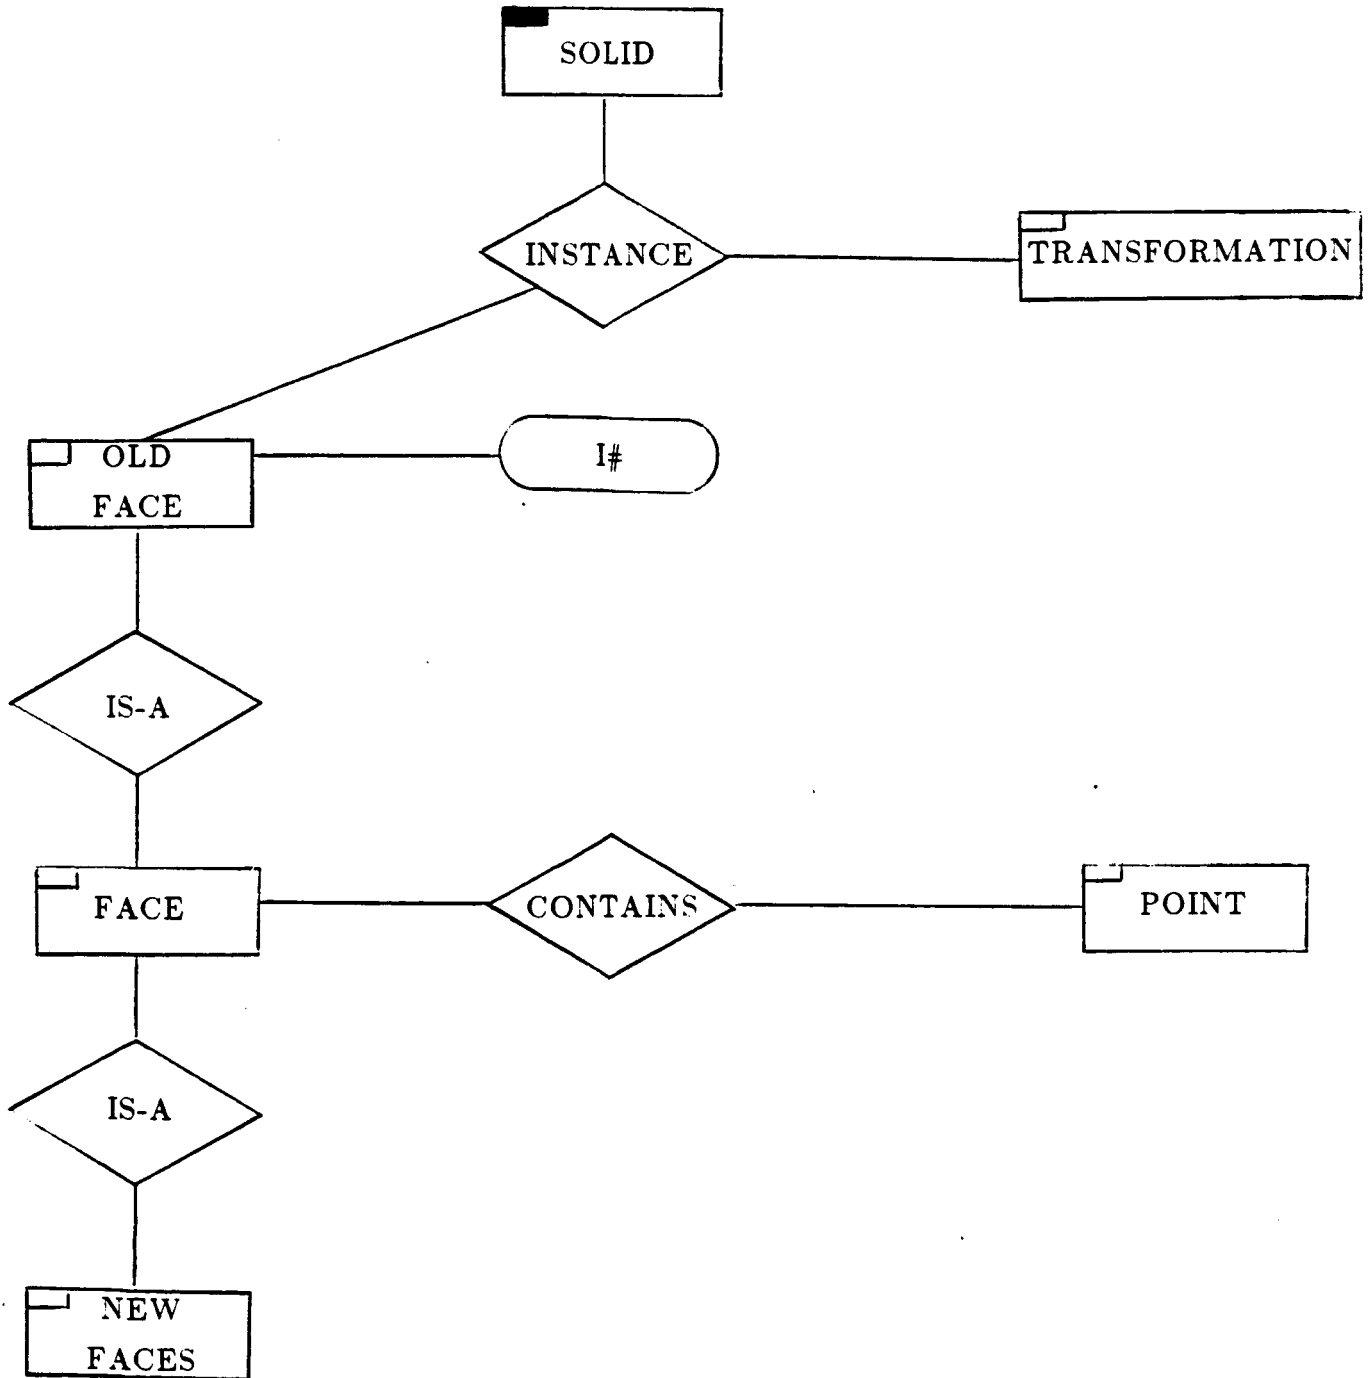 SOLID
INSTANCE
TRANSFORMATION
OLD
FACE
I#
IS-A
FACE
CONTAINS
POINT
IS-A
NEW
FACES